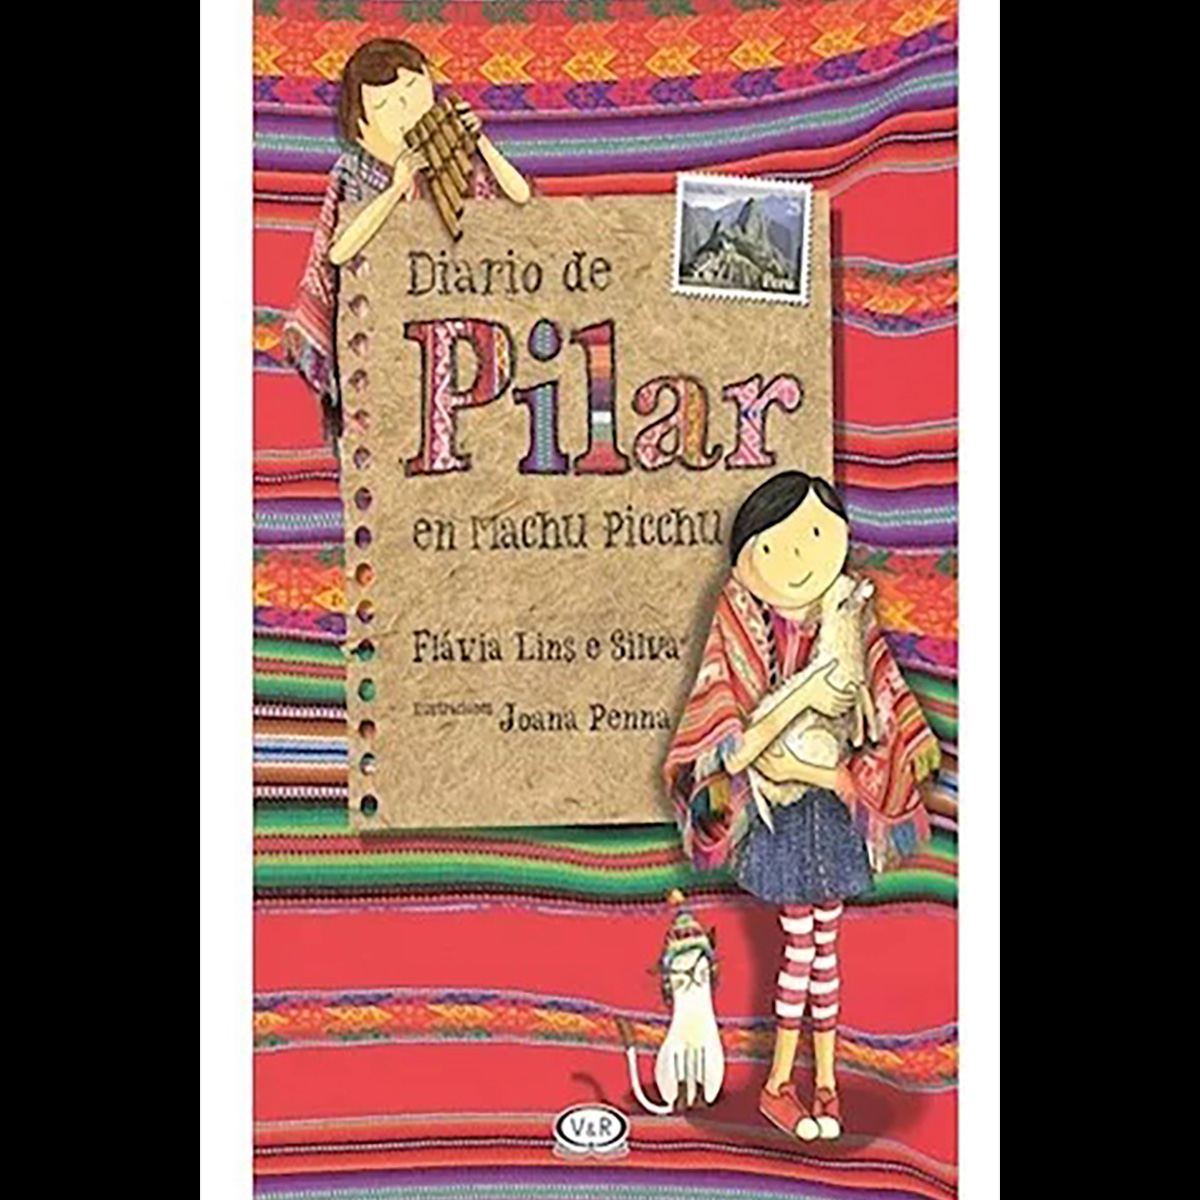 Diario de
Pilar
en Machu Picchu
Flávia Lins e Silva
Ilustraciones Joana Penna
Perú
V&R